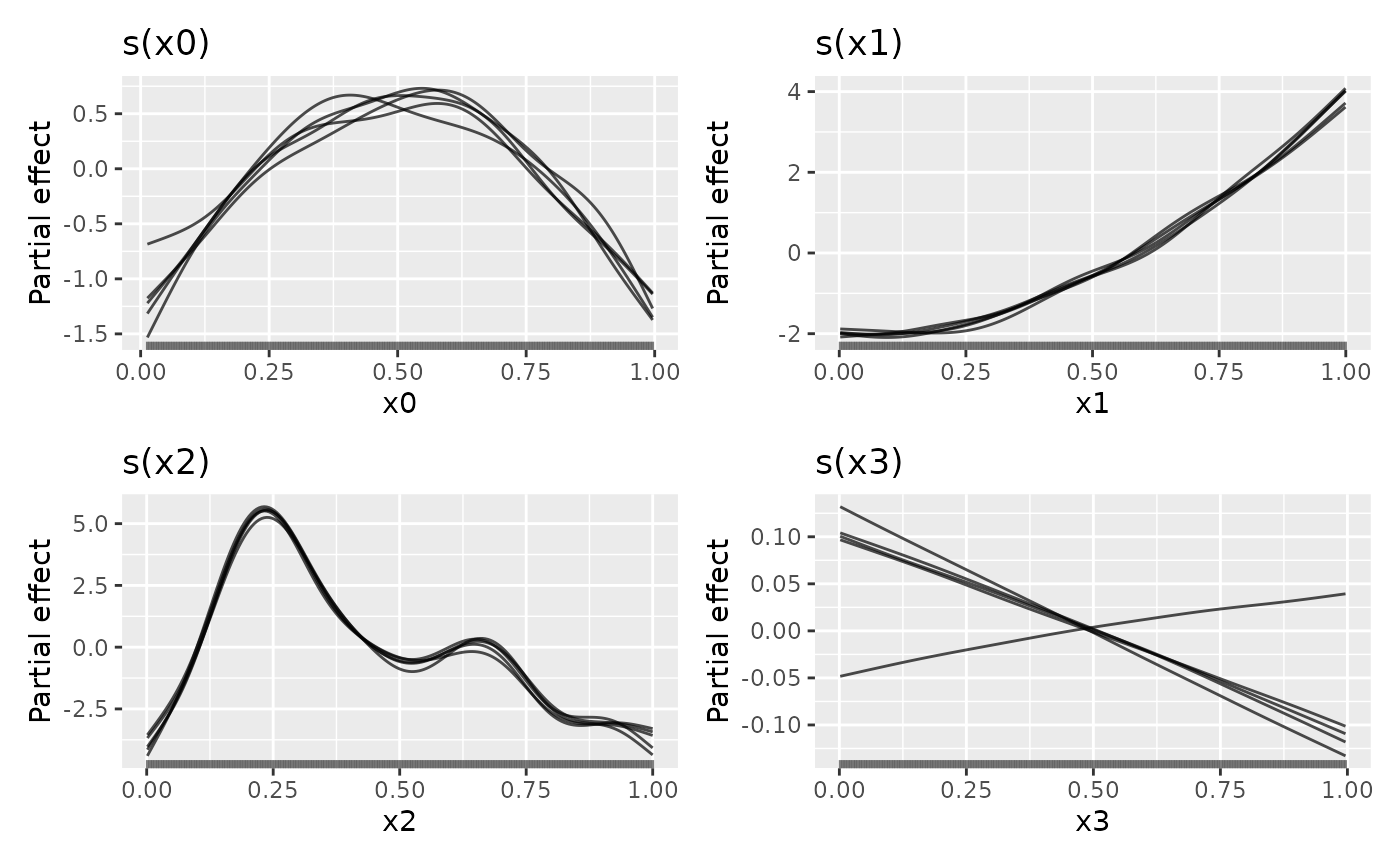 s(x0)
Partial effect
0.5
0.0
-0.5
-1.0
-1.5
0.00 0.25 0.50 0.75 1.00
x0
s(x1)
Partial effect
4
2
0
-2
0.00 0.25 0.50 0.75 1.00
x1
s(x2)
Partial effect
5.0
2.5
0.0
-2.5
0.00 0.25 0.50 0.75 1.00
x2
s(x3)
Partial effect
0.10
0.05
0.00
-0.05
-0.10
0.00 0.25 0.50 0.75 1.00
x3